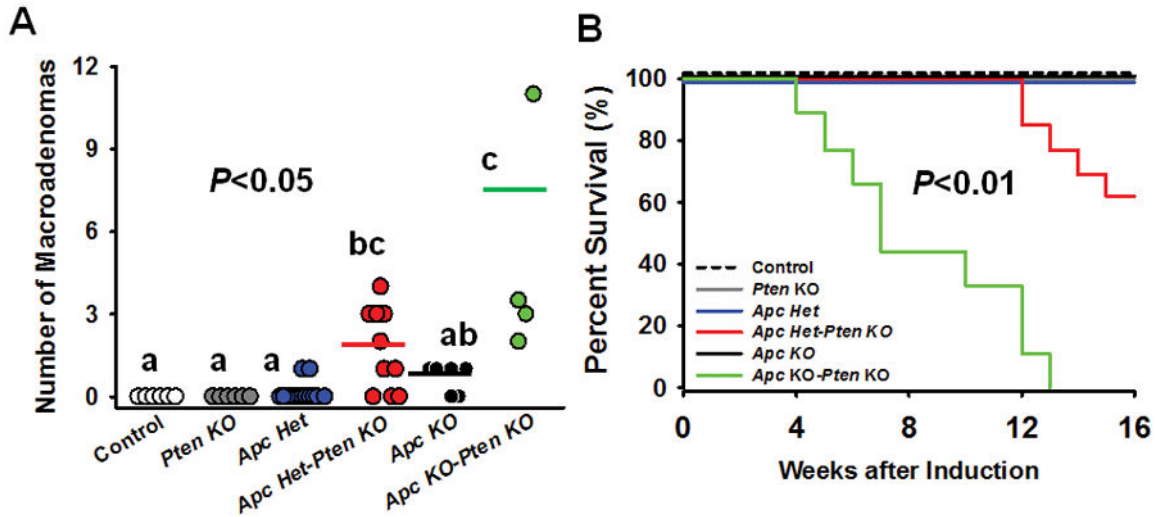 A
Number of Macroadenomas
12
9
6
3
0
P<0.05
a
a
a
bc
ab
c
Control
Pten KO
Apc Het
Apc Het-Pten KO
Apc KO
Apc KO-Pten KO
B
Percent Survival (%)
100
80
60
40
20
0
P<0.01
Control
Pten KO
Apc Het
Apc Het-Pten KO
Apc KO
Apc KO-Pten KO
0 4 8 12 16
Weeks after Induction